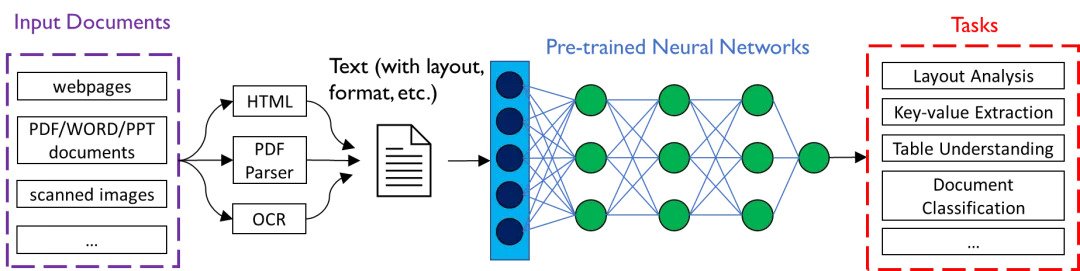 Input Documents
webpages
PDF/WORD/PPT
documents
scanned images
...
HTML
PDF
Parser
OCR
Text (with layout,
format, etc.)
Pre-trained Neural Networks
Tasks
Layout Analysis
Key-value Extraction
Table Understanding
Document
Classification
...